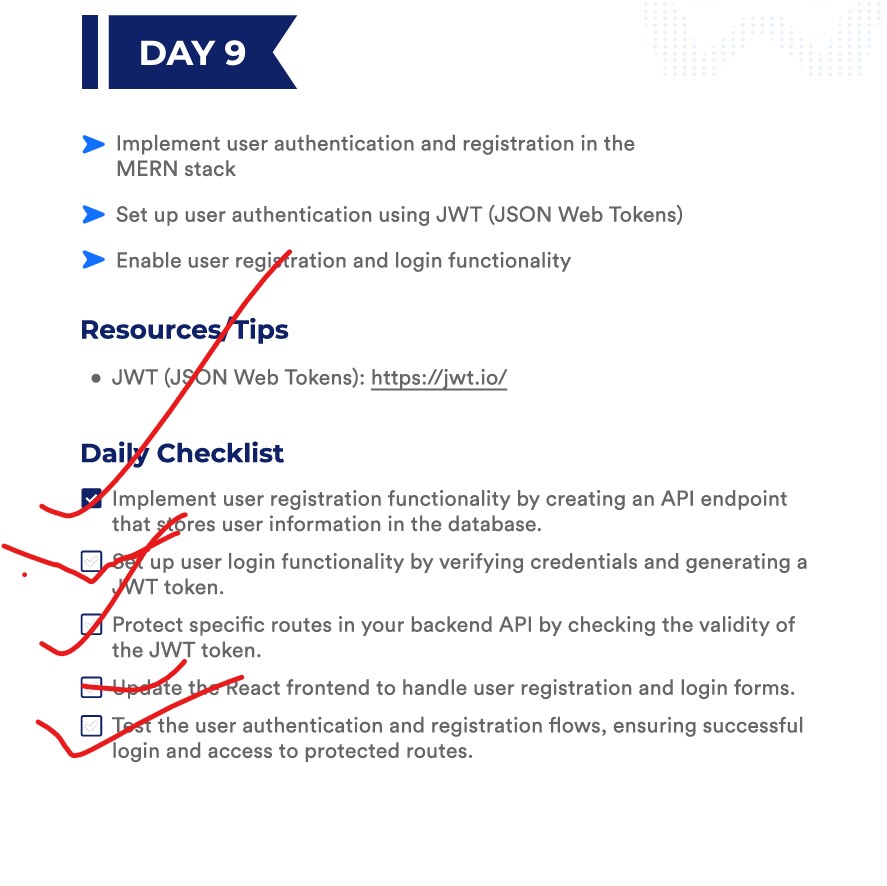 DAY 9
Implement user authentication and registration in the
MERN stack
Set up user authentication using JWT (JSON Web Tokens)
Enable user registration and login functionality
Resources/Tips
• JWT (JSON Web Tokens): https://jwt.io/
Daily Checklist
Implement user registration functionality by creating an API endpoint
that stores user information in the database.
Set up user login functionality by verifying credentials and generating a
JWT token.
Protect specific routes in your backend API by checking the validity of
the JWT token.
Update the React frontend to handle user registration and login forms.
Test the user authentication and registration flows, ensuring successful
login and access to protected routes.